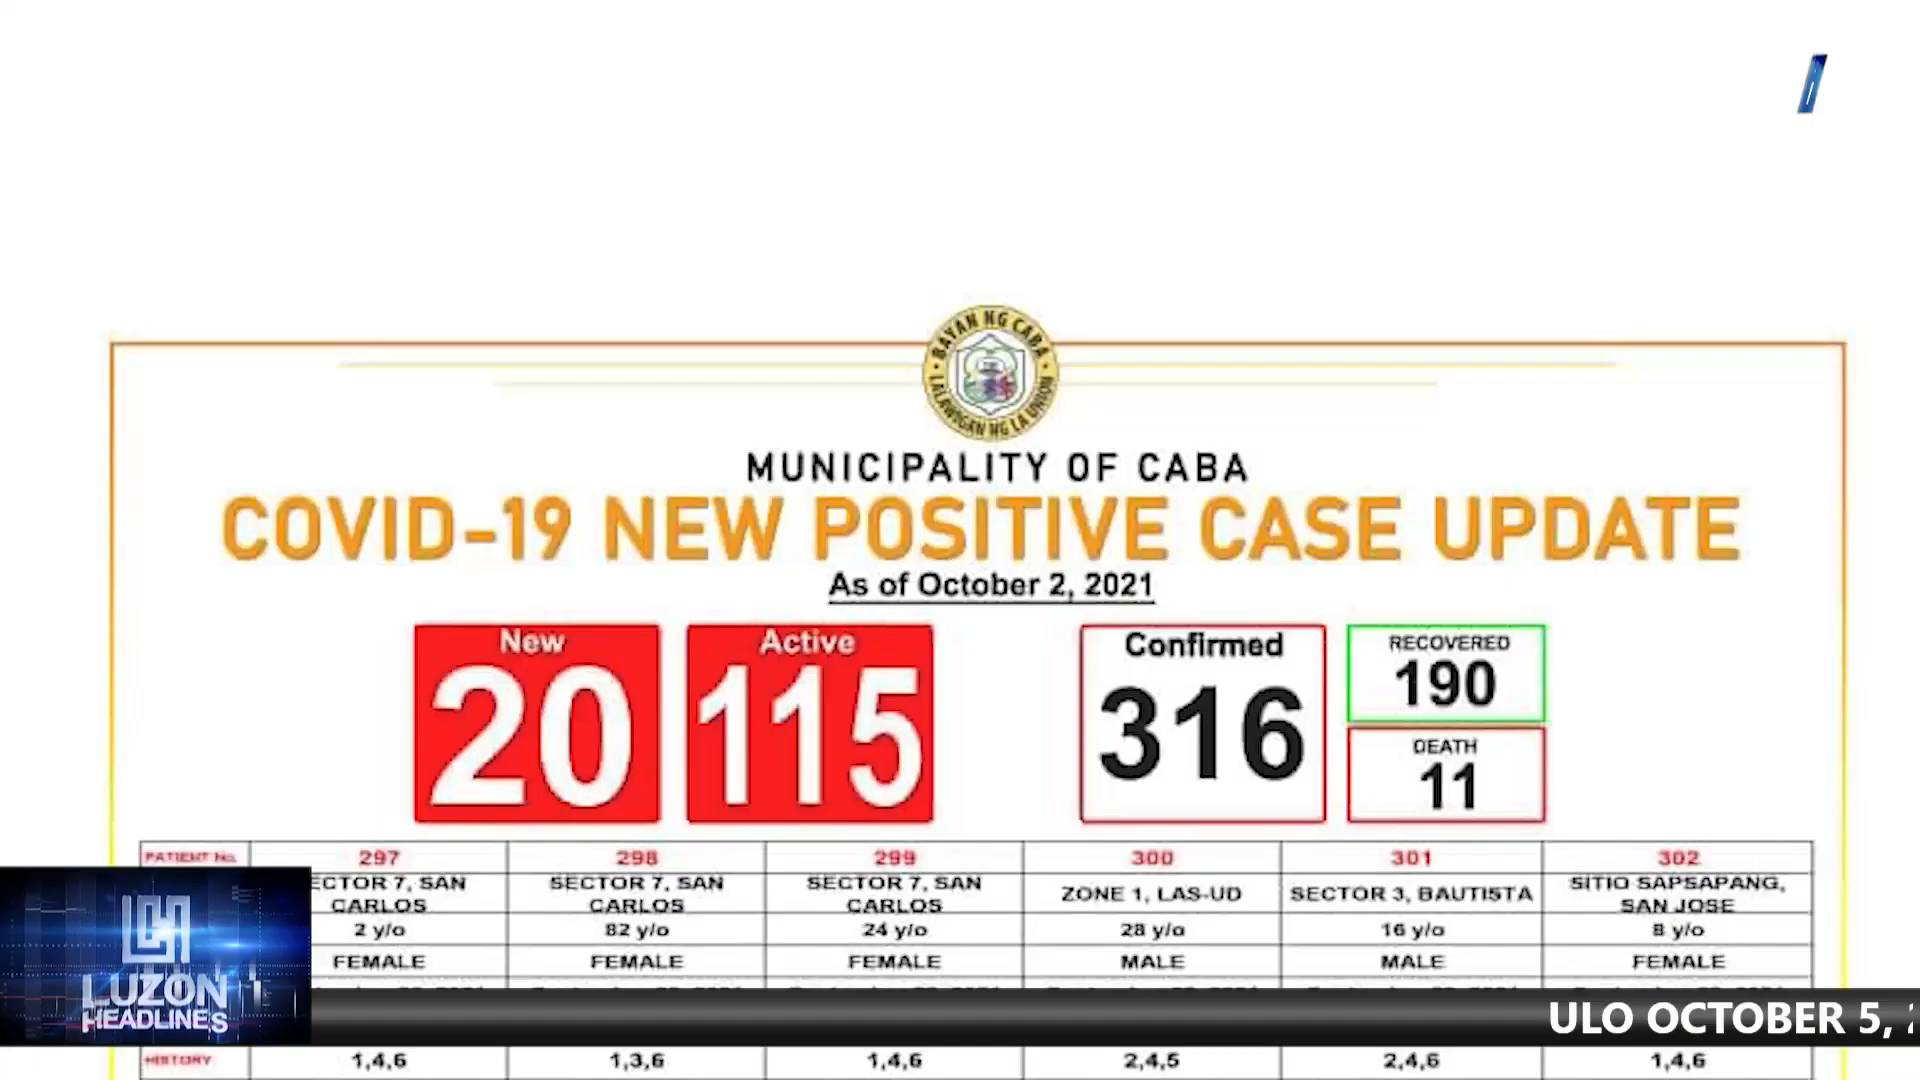 BAYAN NG CABA
LALAWIGAN NG LA UNION
MUNICIPALITY OF CABA
COVID-19 NEW POSITIVE CASE UPDATE
As of October 2, 2021
New Active Confirmed RECOVERED
20 115 316 190
DEATH
11
PATIENT No. 297 298 299 300 301 302
ECTOR 7, SAN CARLOS SECTOR 7, SAN CARLOS SECTOR 7, SAN CARLOS ZONE 1, LAS-UD SECTOR 3, BAUTISTA SITIO SAPSAPANG, SAN JOSE
2 y/o 82 y/o 24 y/o 28 y/o 16 y/o 8 y/o
FEMALE FEMALE FEMALE MALE MALE FEMALE
LUZON
HEADLINES
ULO OCTOBER 5,
HISTORY 1,4,6 1,3,6 1,4,6 2,4,5 2,4,6 1,4,6